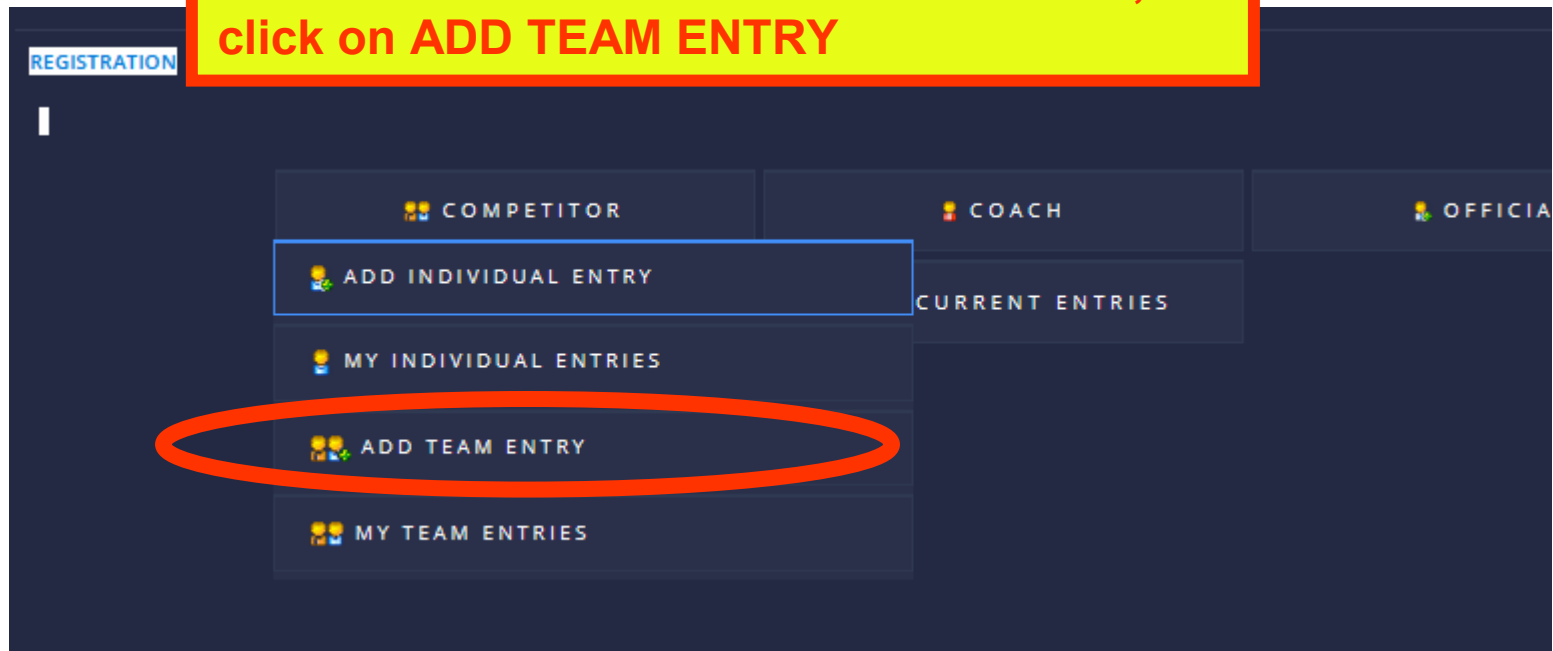 click on ADD TEAM ENTRY
REGISTRATION
COMPETITOR
COACH
ADD INDIVIDUAL ENTRY
CURRENT ENTRIES
MY INDIVIDUAL ENTRIES
ADD TEAM ENTRY
MY TEAM ENTRIES